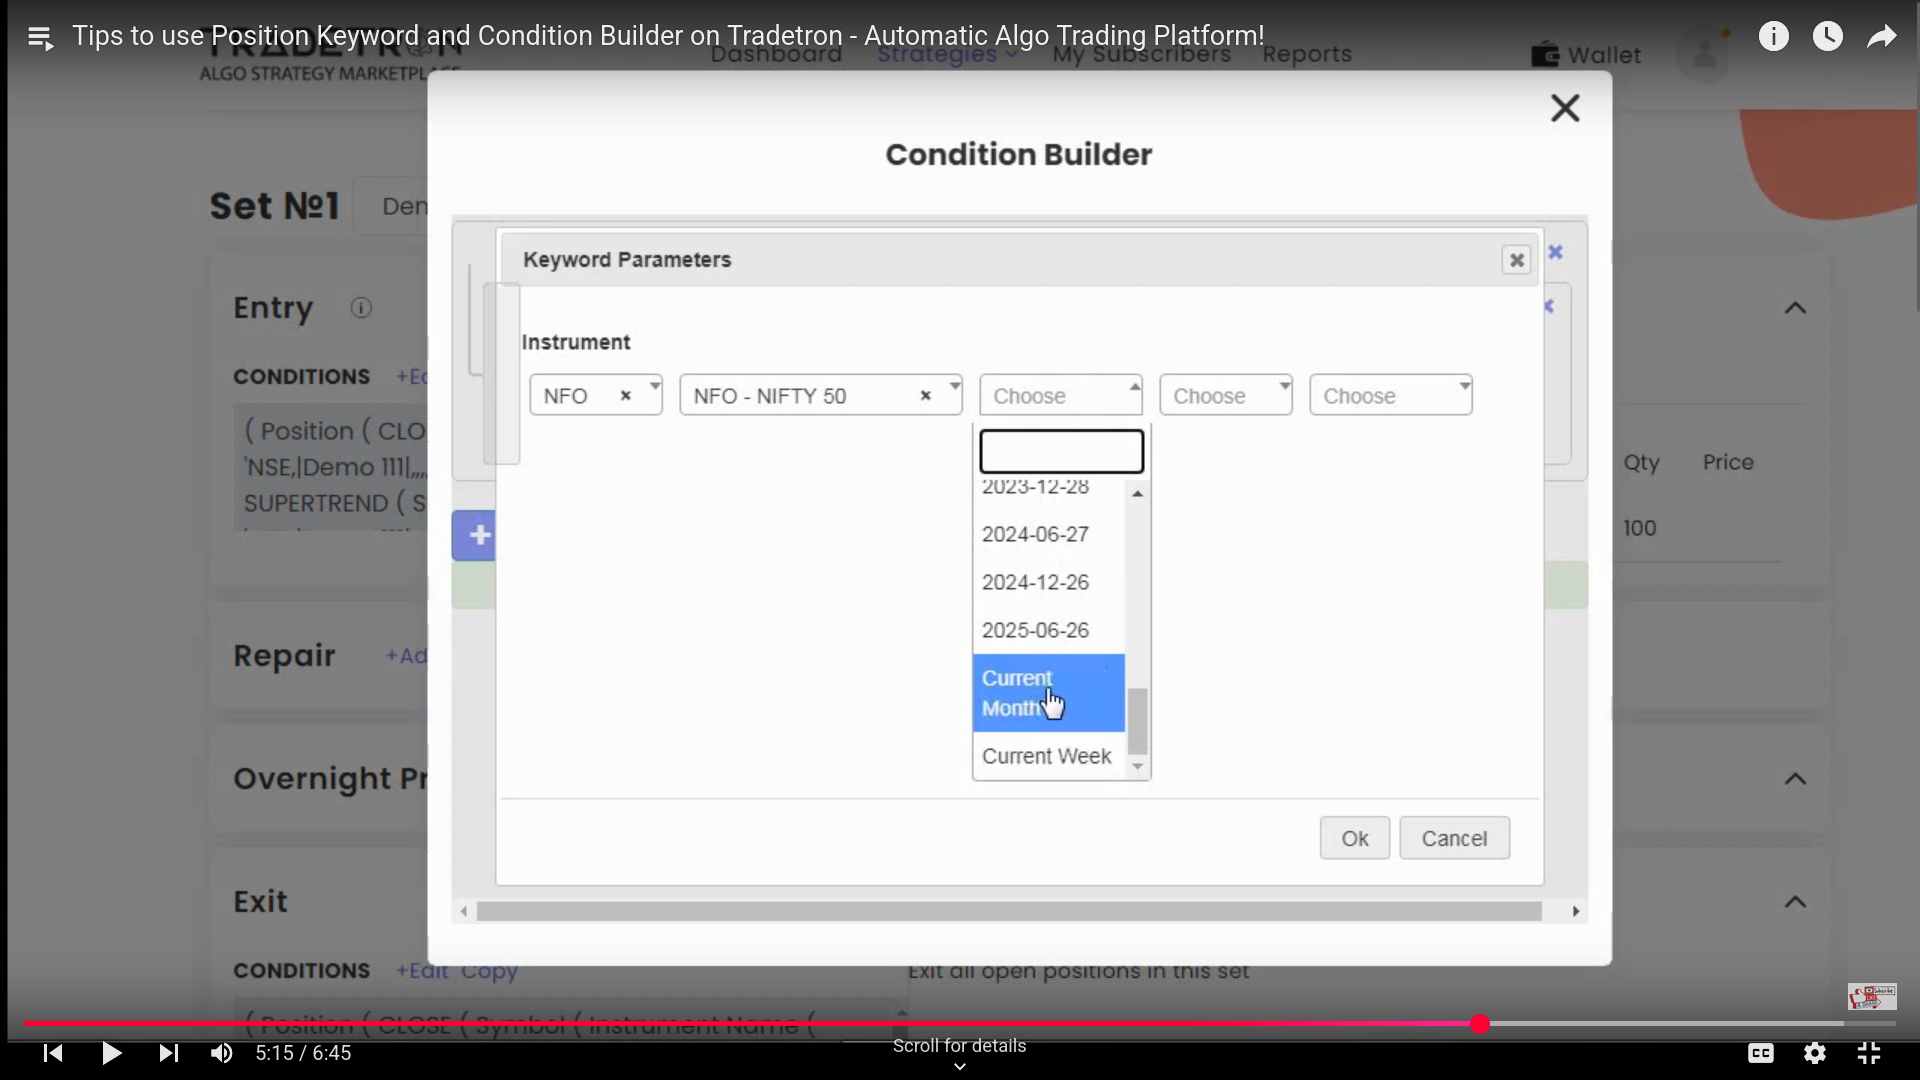 Tips to use Position Keyword and Condition Builder on Tradetron - Automatic Algo Trading Platform!
TRADETRON
ALGO STRATEGY MARKETPLACE
Dashboard
Strategies
My Subscribers
Reports
Wallet
Condition Builder
Set №1
Den
Keyword Parameters
Entry
Instrument
CONDITIONS
NFO
NFO - NIFTY 50
Choose
Choose
Choose
( Position ( CLO
'NSE,|Demo 111|,,,,
SUPERTREND ( S
Qty
Price
100
2023-12-28
2024-06-27
2024-12-26
2025-06-26
Current
Month
Current Week
Repair
+Ad
Overnight Pr
Ok
Cancel
Exit
CONDITIONS
+Edit
Copy
Exit all open positions in this set
( Position ( CLOSE ( Symbol ( Instrument Name (
5:15 / 6:45
Scroll for details
CC